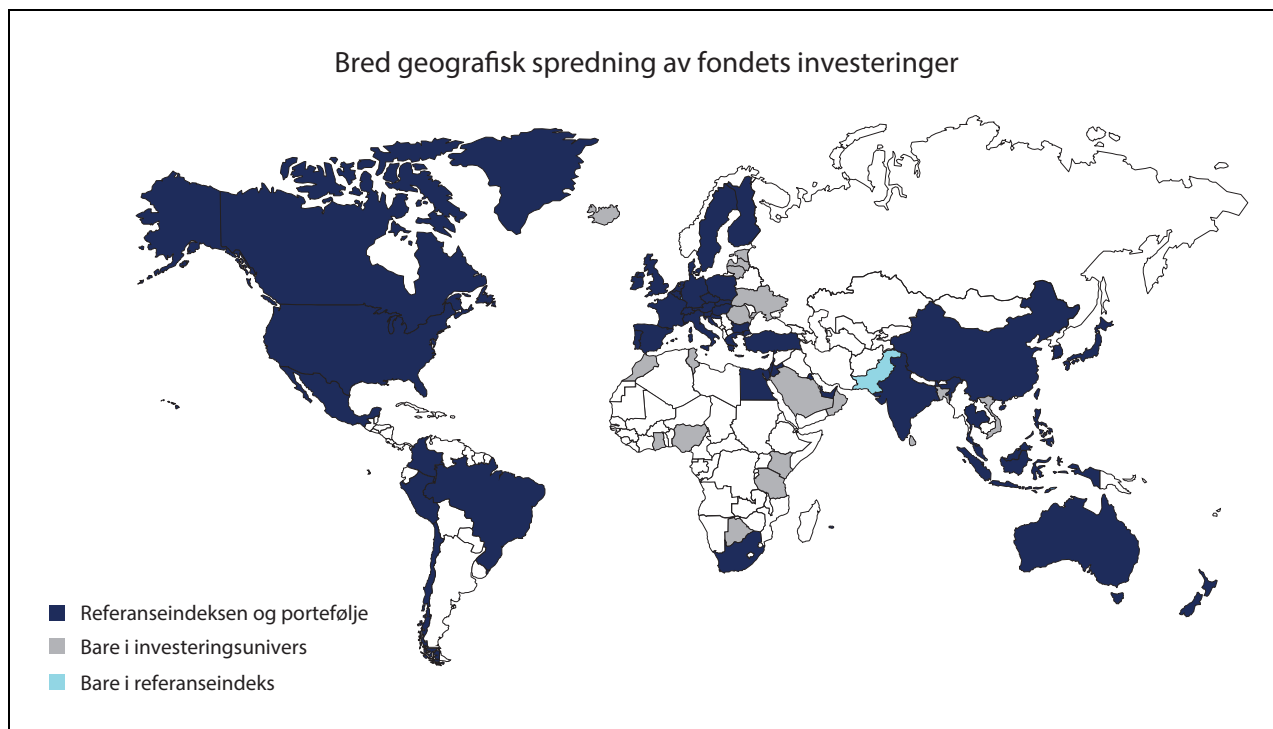 Bred geografisk spredning av fondets investeringer
Referanseindeksen og portefølje
Bare i investeringsunivers
Bare i referanseindeks